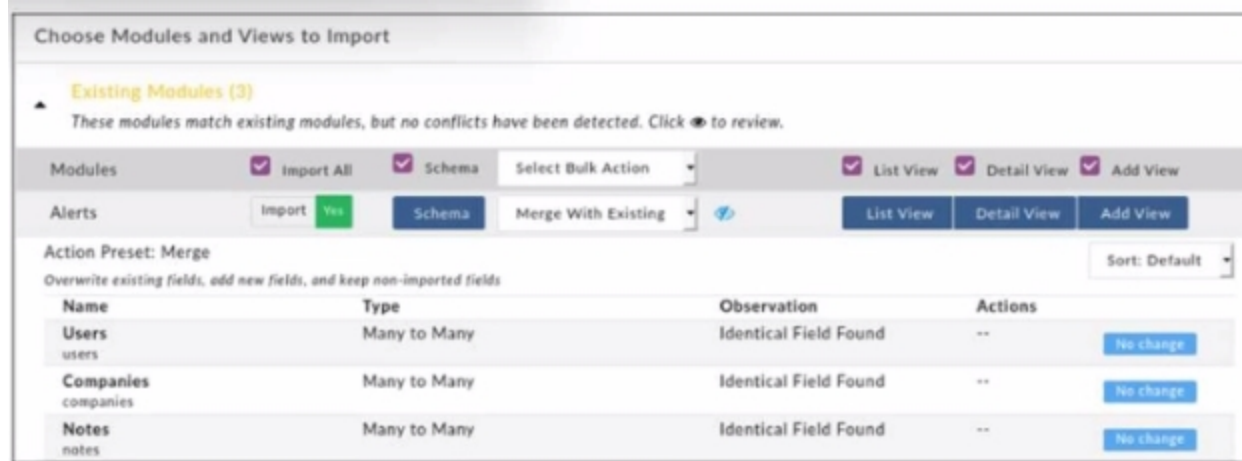 Choose Modules and Views to Import
Existing Modules (3)
These modules match existing modules, but no conflicts have been detected. Click to review.
Modules Import All Schema Select Bulk Action List View Detail View Add View
Alerts Import Yes Schema Merge With Existing List View Detail View Add View
Action Preset: Merge Sort: Default
Overwrite existing fields, add new fields, and keep non-imported fields
Name Type Observation Actions
Users Many to Many Identical Field Found -- No change
users
Companies Many to Many Identical Field Found -- No change
companies
Notes Many to Many Identical Field Found -- No change
notes